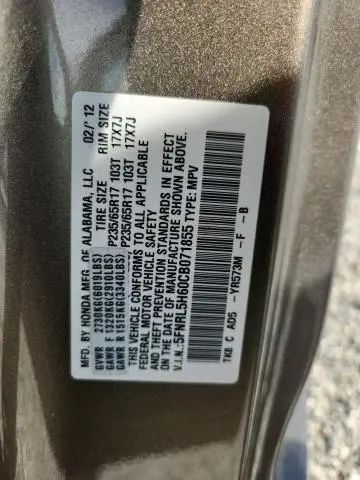 MFD. BY HONDA MFG. OF ALABAMA, LLC 02/'12
TIRE SIZE RIM SIZE
GVWR 2730KG(6019LBS)
GAWR F 1320KG(2910LBS) P235/65R17 103T 17X7J
GAWR R 1515KG(3340LBS) P235/65R17 103T 17X7J
THIS VEHICLE CONFORMS TO ALL APPLICABLE
FEDERAL MOTOR VEHICLE SAFETY
AND THEFT PREVENTION STANDARDS IN EFFECT
ON THE DATE OF MANUFACTURE SHOWN ABOVE.
V.I.N.:5FNRL5H60CB071855 TYPE: MPV
TK8 C AD5 -YR573M -F -B